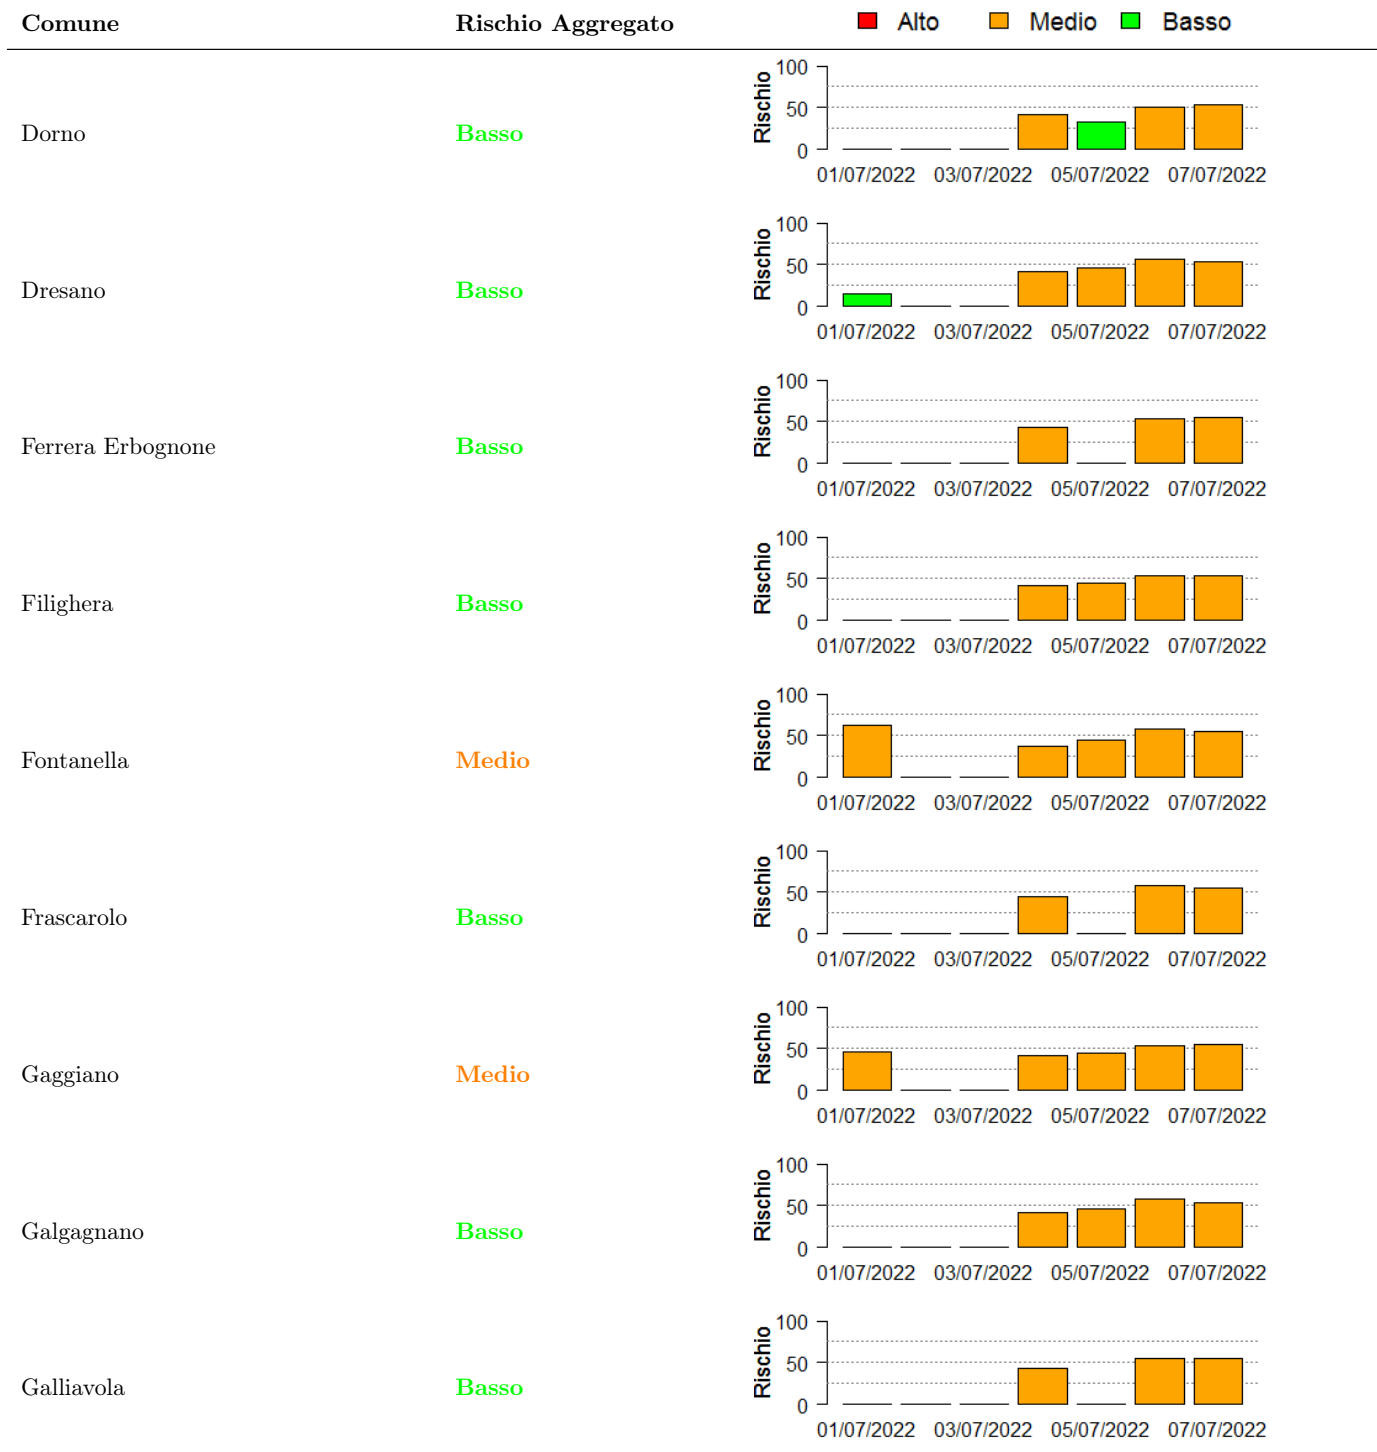 Comune Rischio Aggregato Alto Medio Basso
100
50
0
Rischio
Dorno Basso
01/07/2022 03/07/2022 05/07/2022 07/07/2022
100
50
0
Rischio
Dresano Basso
01/07/2022 03/07/2022 05/07/2022 07/07/2022
100
50
0
Rischio
Ferrera Erbognone Basso
01/07/2022 03/07/2022 05/07/2022 07/07/2022
100
50
0
Rischio
Filighera Basso
01/07/2022 03/07/2022 05/07/2022 07/07/2022
100
50
0
Rischio
Fontanella Medio
01/07/2022 03/07/2022 05/07/2022 07/07/2022
100
50
0
Rischio
Frascarolo Basso
01/07/2022 03/07/2022 05/07/2022 07/07/2022
100
50
0
Rischio
Gaggiano Medio
01/07/2022 03/07/2022 05/07/2022 07/07/2022
100
50
0
Rischio
Galgagnano Basso
01/07/2022 03/07/2022 05/07/2022 07/07/2022
100
50
0
Rischio
Galliavola Basso
01/07/2022 03/07/2022 05/07/2022 07/07/2022